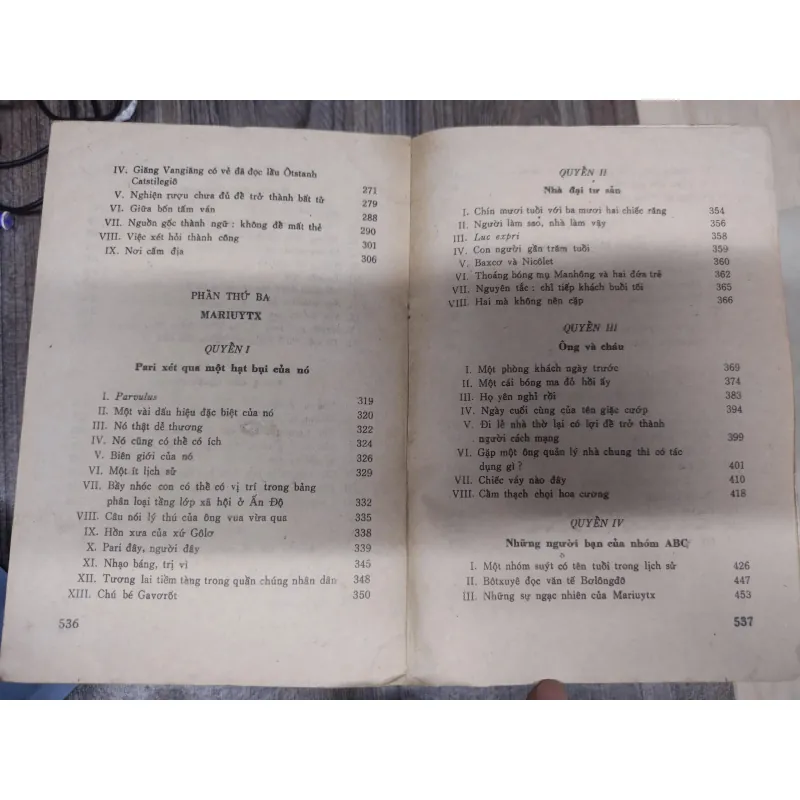 IV. Giăng Vangiăng có vẻ đã đọc lầu Ôtstanh
Catstilegiô 271
V. Nghiện rượu chưa đủ để trở thành bất tử 279
VI. Giữa bốn tấm ván 288
VII. Nguồn gốc thành ngữ : không để mất thẻ 290
VIII. Việc xét hỏi thành công 301
IX. Nơi cấm địa 306
PHẦN THỨ BA
MARIUYTX
QUYỂN I
Pari xét qua một hạt bụi của nó
I. Parvulus 319
II. Một vài dấu hiệu đặc biệt của nó 320
III. Nó thật dễ thương 322
IV. Nó cũng có thể có ích 324
V. Biên giới của nó 326
VI. Một ít lịch sử 329
VII. Bầy nhóc con có thể có vị trí trong bảng
phân loại tầng lớp xã hội ở Ấn Độ 332
VIII. Câu nói lý thú của ông vua vừa qua 335
IX. Hồn xưa của xứ Gôlơ 338
X. Pari đây, người đây 339
XI. Nhạo báng, trị vì 345
XII. Tương lai tiềm tàng trong quần chúng nhân dân 348
XIII. Chú bé Gavơrốt 350
536
QUYỂN II
Nhà đại tư sản
I. Chín mươi tuổi với ba mươi hai chiếc răng 354
II. Người làm sao, nhà làm vậy 356
III. Luc expri 358
IV. Con người gần trăm tuổi 359
V. Baxcơ và Nicôlet 360
VI. Thoáng bóng mụ Manhông và hai đứa trẻ 362
VII. Nguyên tắc : chỉ tiếp khách buổi tối 365
VIII. Hai mà không nên cặp 366
QUYỂN III
Ông và cháu
I. Một phòng khách ngày trước 369
II. Một cái bóng ma đỏ hồi ấy 374
III. Họ yên nghỉ rồi 383
IV. Ngày cuối cùng của tên giặc cướp 394
V. Đi lễ nhà thờ lại có lợi để trở thành
người cách mạng 399
VI. Gặp một ông quản lý nhà chung thì có tác
dụng gì ? 401
VII. Chiếc váy nào đây 410
VIII. Cẩm thạch chọi hoa cương 418
QUYỂN IV
Những người bạn của nhóm ABC
I. Một nhóm suýt có tên tuổi trong lịch sử 426
II. Bôtxuyê đọc văn tế Bơlôngđô 447
III. Những sự ngạc nhiên của Mariuytx 453
537